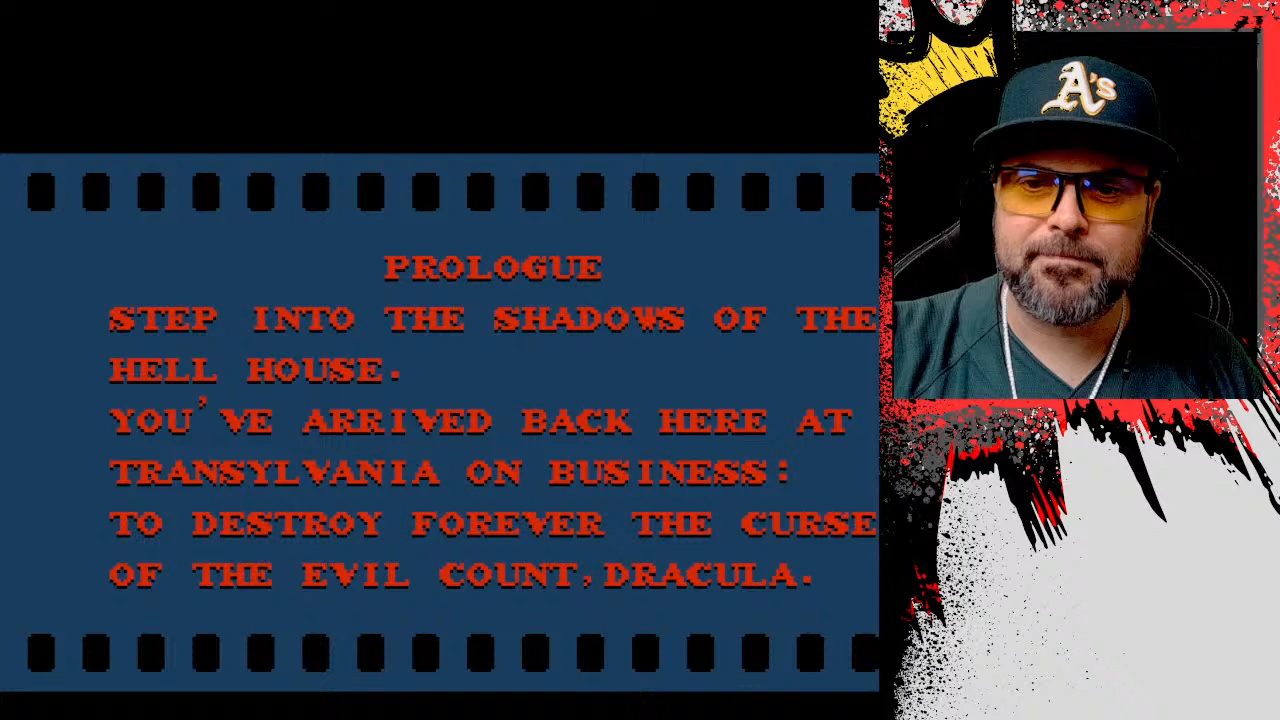 A's
PROLOGUE
STEP INTO THE SHADOWS OF THE
HELL HOUSE.
YOU'VE ARRIVED BACK HERE AT
TRANSYLVANIA ON BUSINESS:
TO DESTROY FOREVER THE CURSE
OF THE EVIL COUNT,DRACULA.